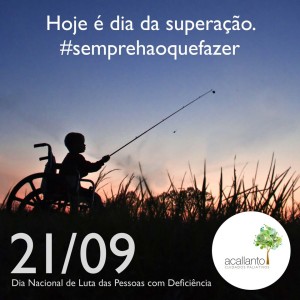 Hoje é dia da superação.
#semprehaoquefazer
21/09
Dia Nacional de Luta das Pessoas com Deficiência
acallanto